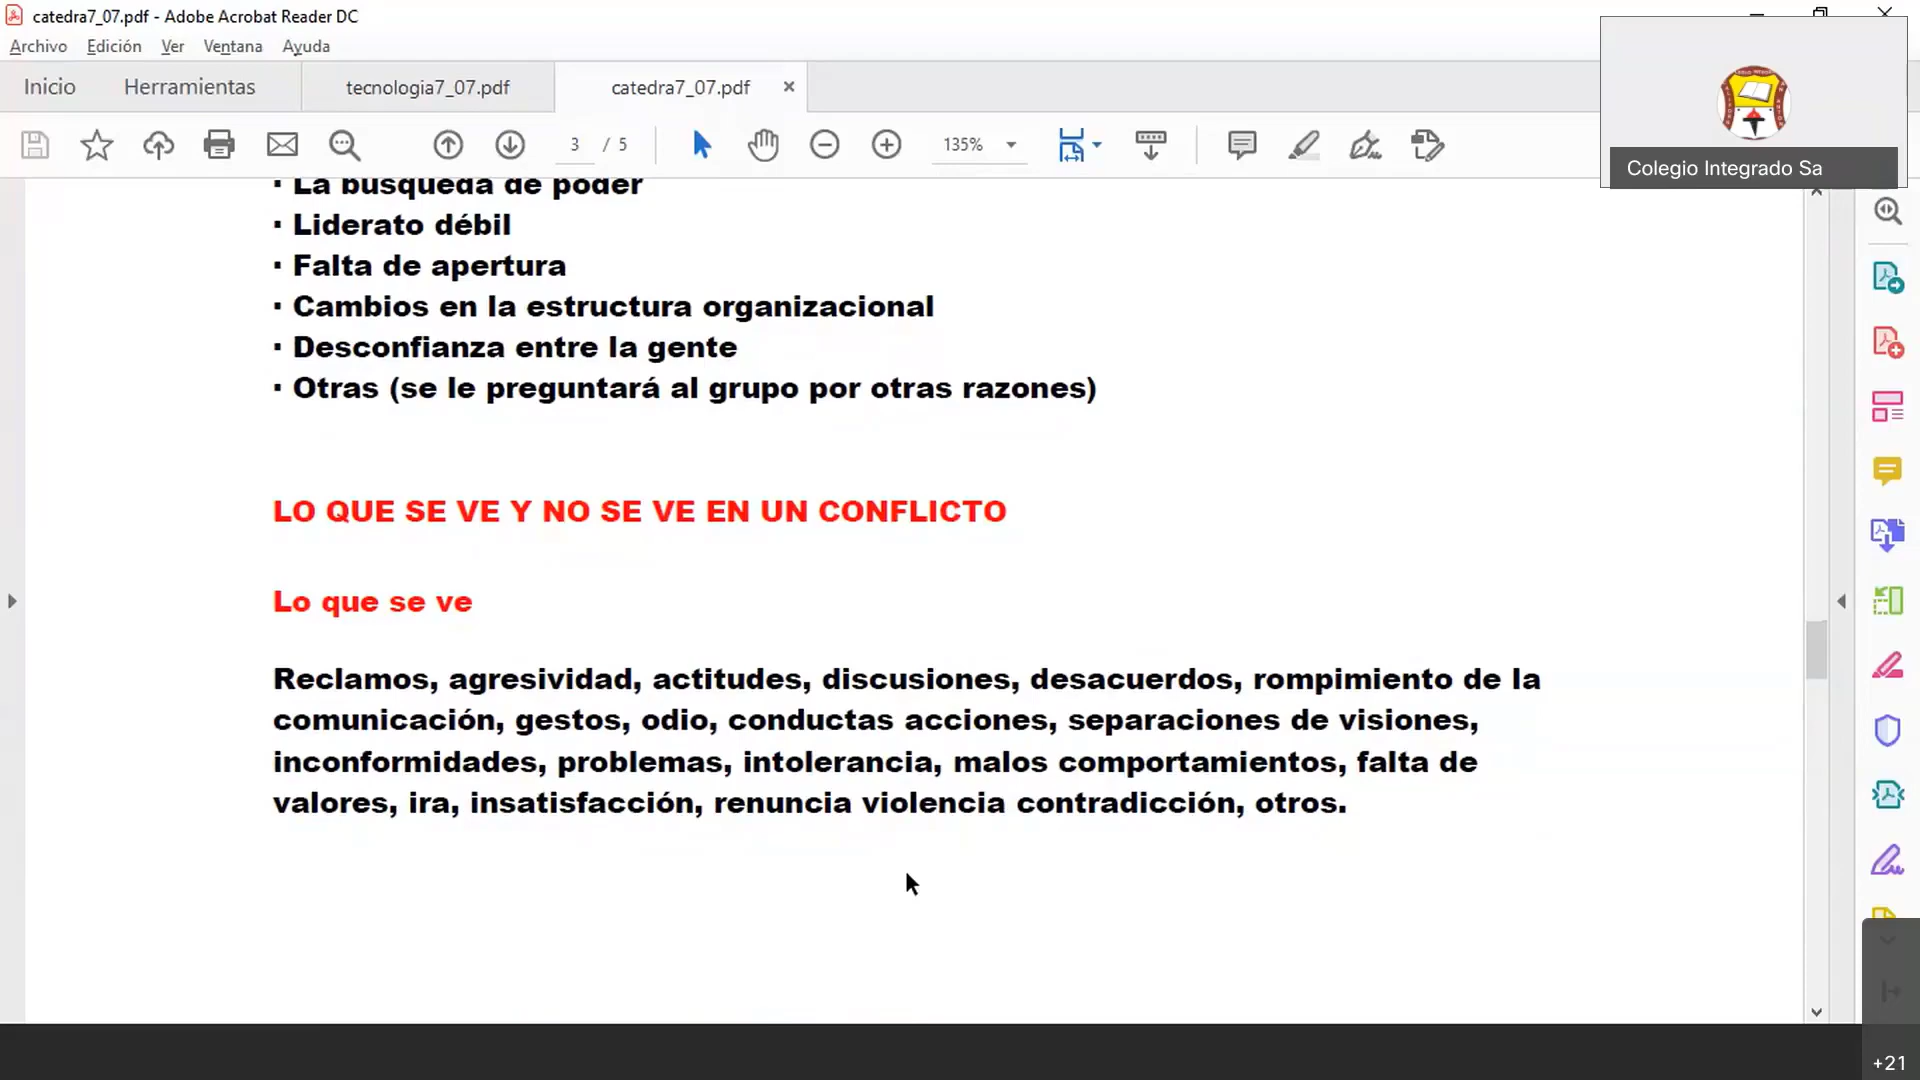 catedra7_07.pdf - Adobe Acrobat Reader DC
Archivo Edición Ver Ventana Ayuda
Inicio Herramientas tecnologia7_07.pdf catedra7_07.pdf
3 / 5 135%
Colegio Integrado Sa
· La búsqueda de poder
· Liderato débil
· Falta de apertura
· Cambios en la estructura organizacional
· Desconfianza entre la gente
· Otras (se le preguntará al grupo por otras razones)
LO QUE SE VE Y NO SE VE EN UN CONFLICTO
Lo que se ve
Reclamos, agresividad, actitudes, discusiones, desacuerdos, rompimiento de la
comunicación, gestos, odio, conductas acciones, separaciones de visiones,
inconformidades, problemas, intolerancia, malos comportamientos, falta de
valores, ira, insatisfacción, renuncia violencia contradicción, otros.
+21